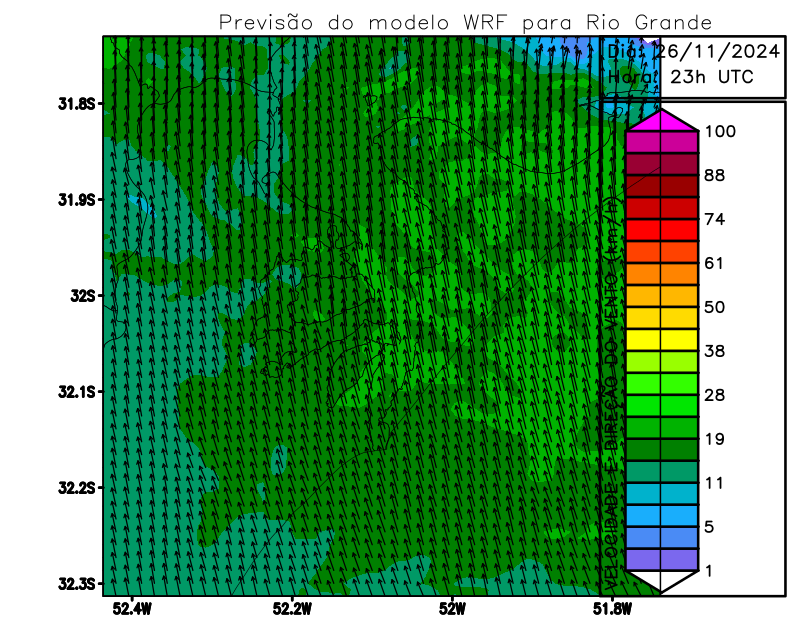 Previsão do modelo WRF para Rio Grande
Dia: 26/11/2024
Hora: 23h UTC
31.8S
31.9S
32S
32.1S
32.2S
32.3S
52.4W
52.2W
52W
51.8W
VELOCIDADE E DIREÇÃO DO VENTO (km/h)
100
88
74
61
50
38
28
19
11
5
1